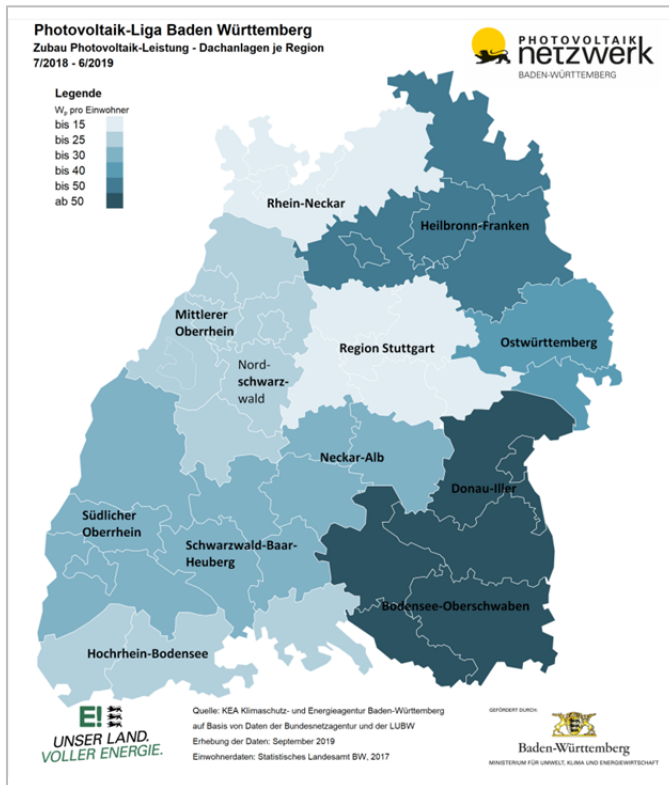 Photovoltaik-Liga Baden Württemberg
Zubau Photovoltaik-Leistung - Dachanlagen je Region
7/2018 - 6/2019
PHOTOVOLTAIK
netzwerk
BADEN-WÜRTTEMBERG
Legende
Wp pro Einwohner
bis 15
bis 25
bis 30
bis 40
bis 50
ab 50
Rhein-Neckar
Heilbronn-Franken
Mittlerer
Oberrhein
Region Stuttgart
Ostwürttemberg
Nord-
schwarz-
wald
Neckar-Alb
Donau-Iller
Südlicher
Oberrhein
Schwarzwald-Baar-
Heuberg
Bodensee-Oberschwaben
Hochrhein-Bodensee
E!
UNSER LAND.
VOLLER ENERGIE.
Quelle: KEA Klimaschutz- und Energieagentur Baden-Württemberg
auf Basis von Daten der Bundesnetzagentur und der LUBW
Erhebung der Daten: September 2019
Einwohnerdaten: Statistisches Landesamt BW, 2017
GEFÖRDERT DURCH:
Baden-Württemberg
MINISTERIUM FÜR UMWELT, KLIMA UND ENERGIEWIRTSCHAFT